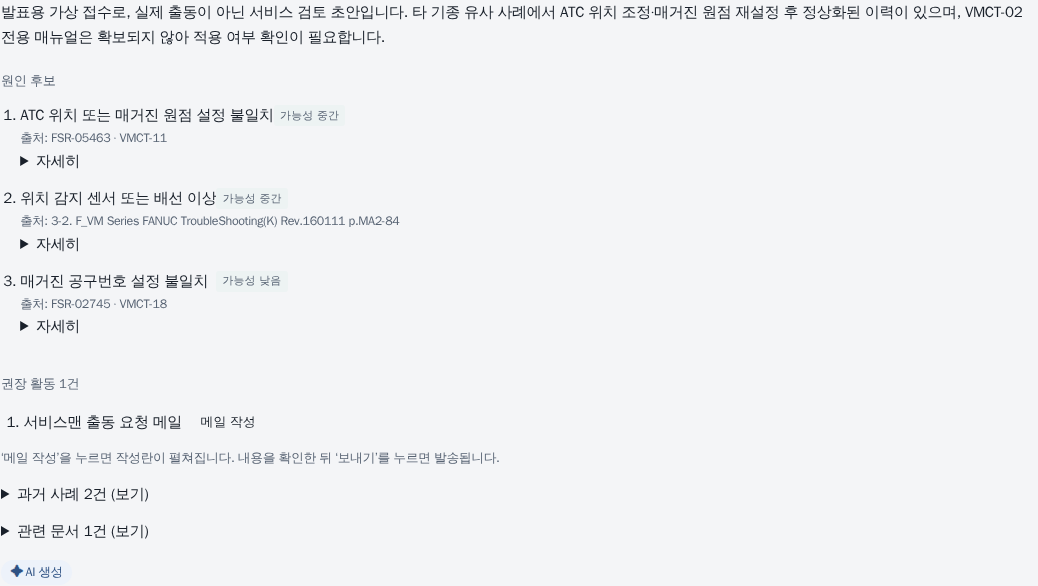 발표용 가상 접수로, 실제 출동이 아닌 서비스 검토 초안입니다. 타 기종 유사 사례에서 ATC 위치 조정·매거진 원점 재설정 후 정상화된 이력이 있으며, VMCT-02
전용 매뉴얼은 확보되지 않아 적용 여부 확인이 필요합니다.
원인 후보
1. ATC 위치 또는 매거진 원점 설정 불일치 가능성 중간
출처: FSR-05463 · VMCT-11
▶ 자세히
2. 위치 감지 센서 또는 배선 이상 가능성 중간
출처: 3-2. F_VM Series FANUC TroubleShooting(K) Rev.160111 p.MA2-84
▶ 자세히
3. 매거진 공구번호 설정 불일치 가능성 낮음
출처: FSR-02745 · VMCT-18
▶ 자세히
권장 활동 1건
1. 서비스맨 출동 요청 메일 메일 작성
‘메일 작성’을 누르면 작성란이 펼쳐집니다. 내용을 확인한 뒤 ‘보내기’를 누르면 발송됩니다.
▶ 과거 사례 2건 (보기)
▶ 관련 문서 1건 (보기)
AI 생성